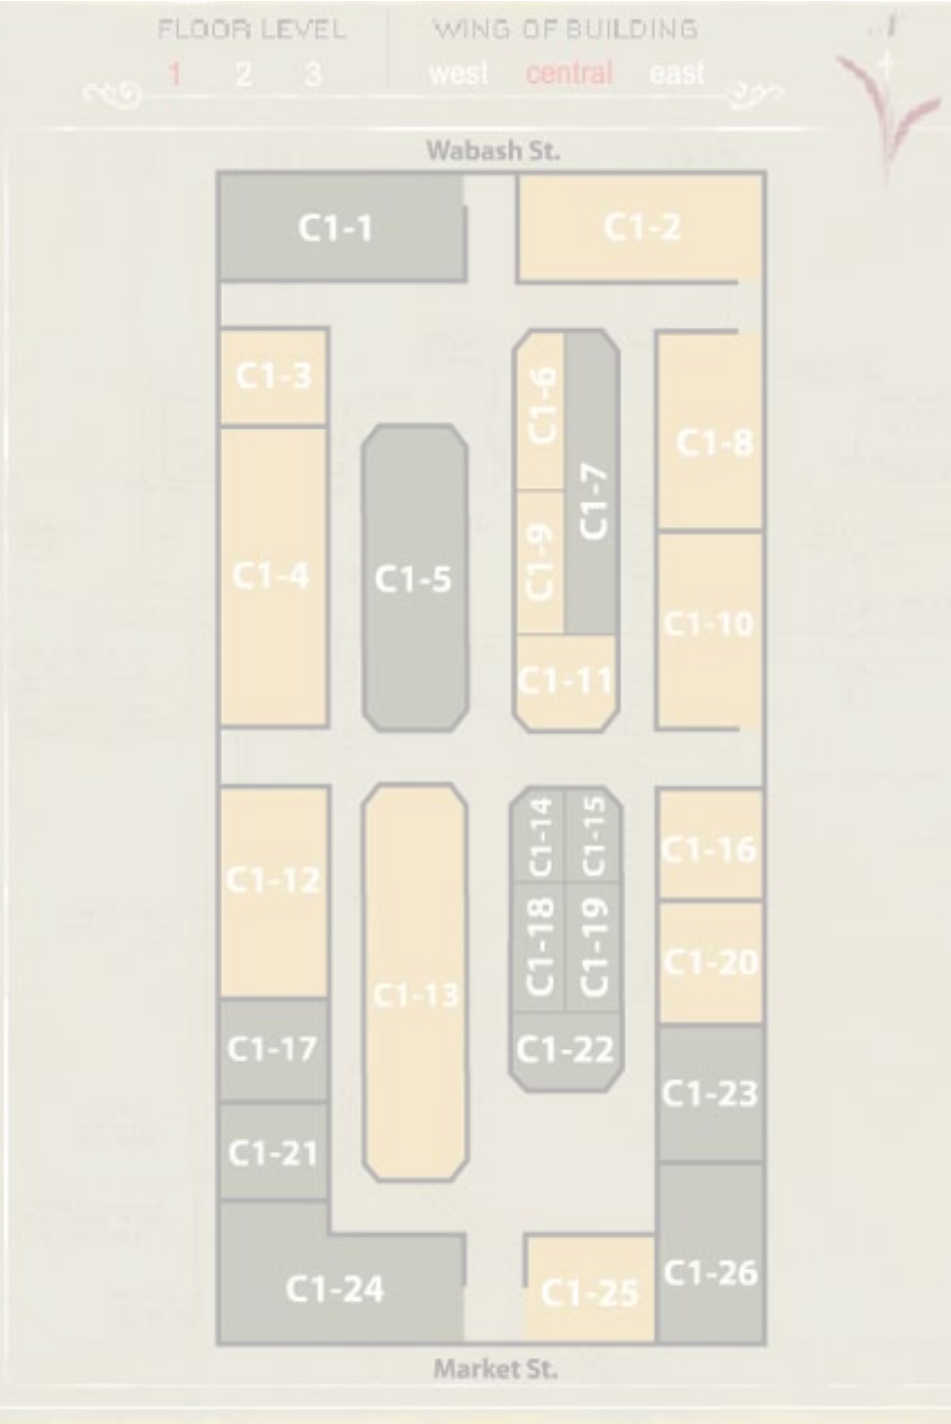 FLOOR LEVEL WING OF BUILDING
1 2 3 west central east
Wabash St.
C1-1 C1-2
C1-3
C1-6
C1-8
C1-7
C1-9
C1-4 C1-5
C1-10
C1-11
C1-14 C1-15
C1-16
C1-12
C1-18 C1-19
C1-20
C1-13
C1-17 C1-22
C1-23
C1-21
C1-26
C1-24 C1-25
Market St.